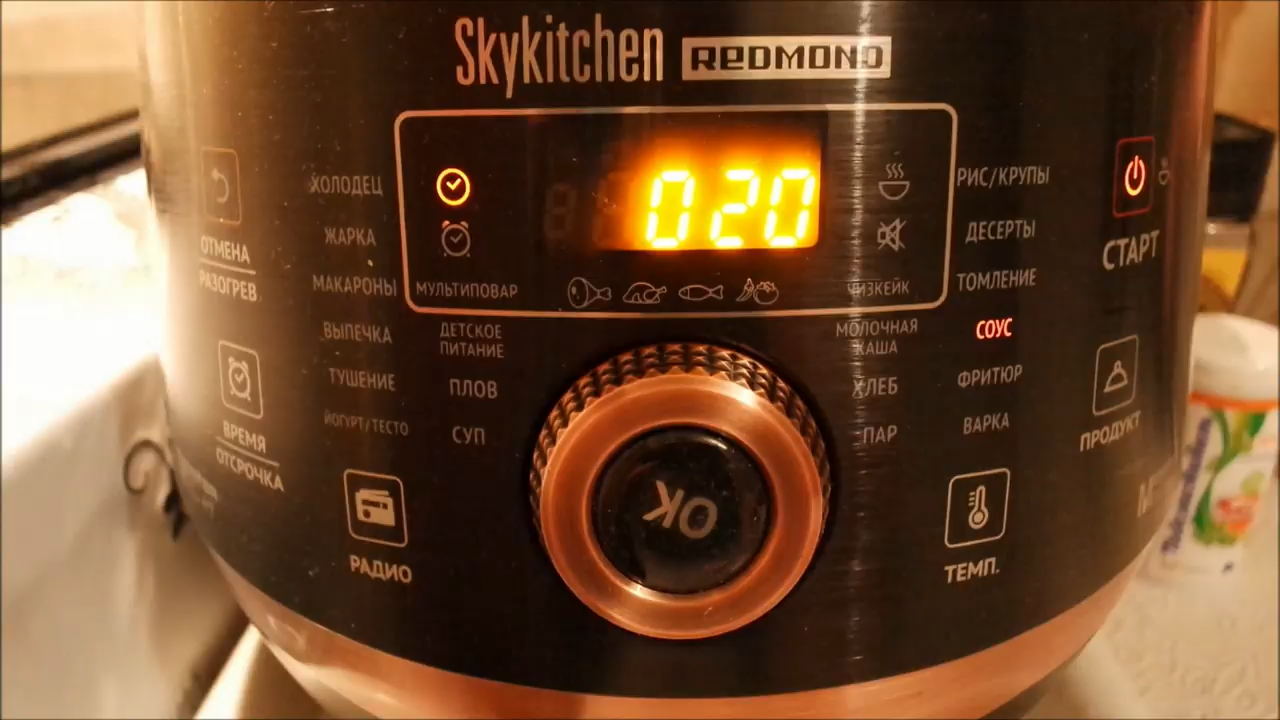 Skykitchen REDMOND
020
ОТМЕНА
РАЗОГРЕВ
ВРЕМЯ
ОТСРОЧКА
РАДИО
ХОЛОДЕЦ
ЖАРКА
МАКАРОНЫ
ВЫПЕЧКА
ТУШЕНИЕ
ЙОГУРТ/ТЕСТО
МУЛЬТИПОВАР
ДЕТСКОЕ
ПИТАНИЕ
ПЛОВ
СУП
OK
ЧИЗКЕЙК
МОЛОЧНАЯ
КАША
ХЛЕБ
ПАР
РИС/КРУПЫ
ДЕСЕРТЫ
ТОМЛЕНИЕ
СОУС
ФРИТЮР
ВАРКА
ТЕМП.
СТАРТ
ПРОДУКТ